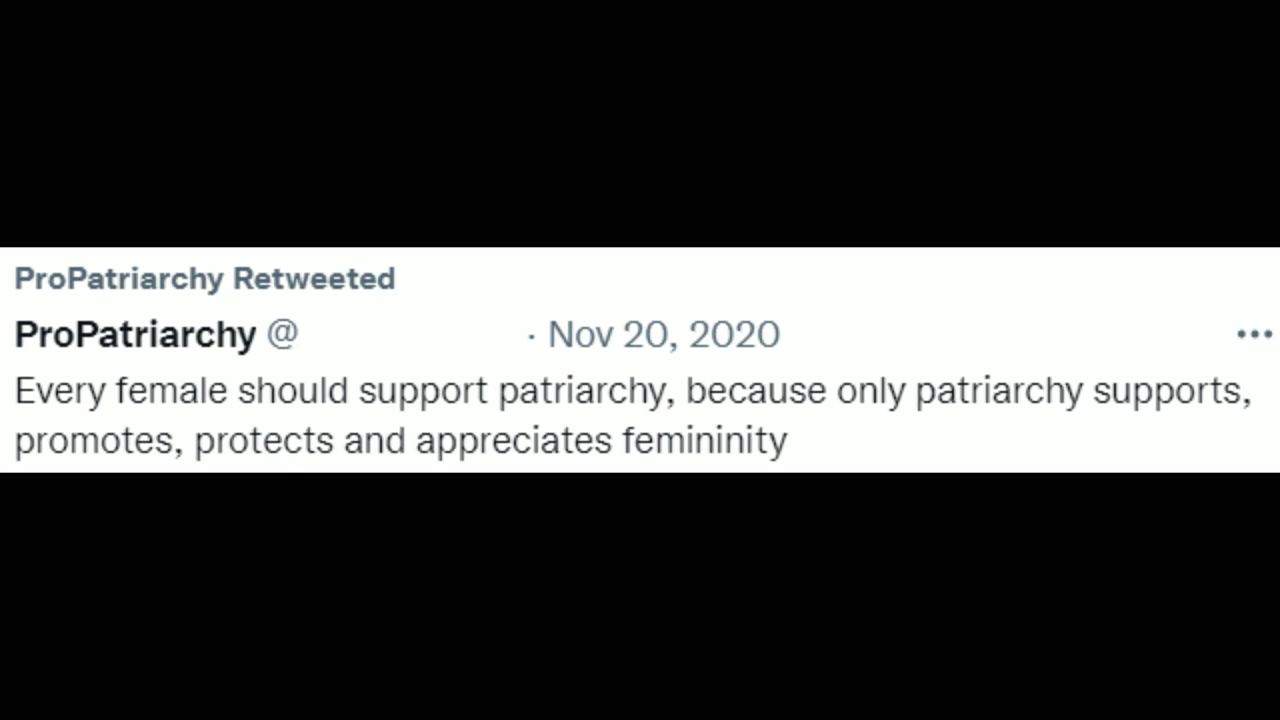 ProPatriarchy Retweeted
ProPatriarchy @ · Nov 20, 2020 •••
Every female should support patriarchy, because only patriarchy supports,
promotes, protects and appreciates femininity